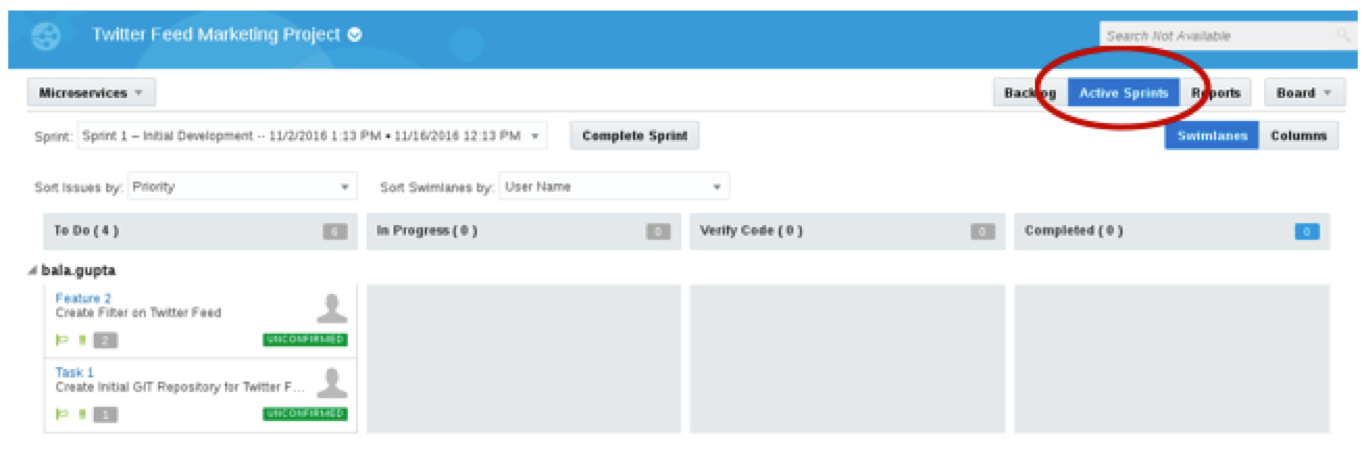 Twitter Feed Marketing Project
Search Not Available
Microservices
Backlog Active Sprints Reports Board
Sprint: Sprint 1 – Initial Development -- 11/2/2016 1:13 PM • 11/16/2016 12:13 PM
Complete Sprint
Swimlanes Columns
Sort Issues by: Priority
Sort Swimlanes by: User Name
To Do ( 4 ) 6
In Progress ( 0 ) 0
Verify Code ( 0 ) 0
Completed ( 0 ) 0
bala.gupta
Feature 2
Create Filter on Twitter Feed
2 UNCONFIRMED
Task 1
Create Initial GIT Repository for Twitter F...
1 UNCONFIRMED